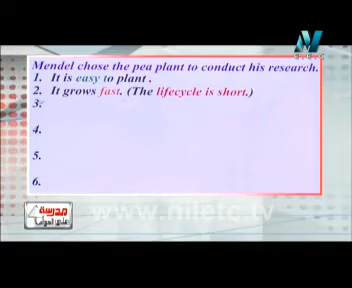 Mendel chose the pea plant to conduct his research.
1. It is easy to plant .
2. It grows fast. (The lifecycle is short.)
3.
4.
5.
6.
مدرسة
على الهواء
www.niletc.tv